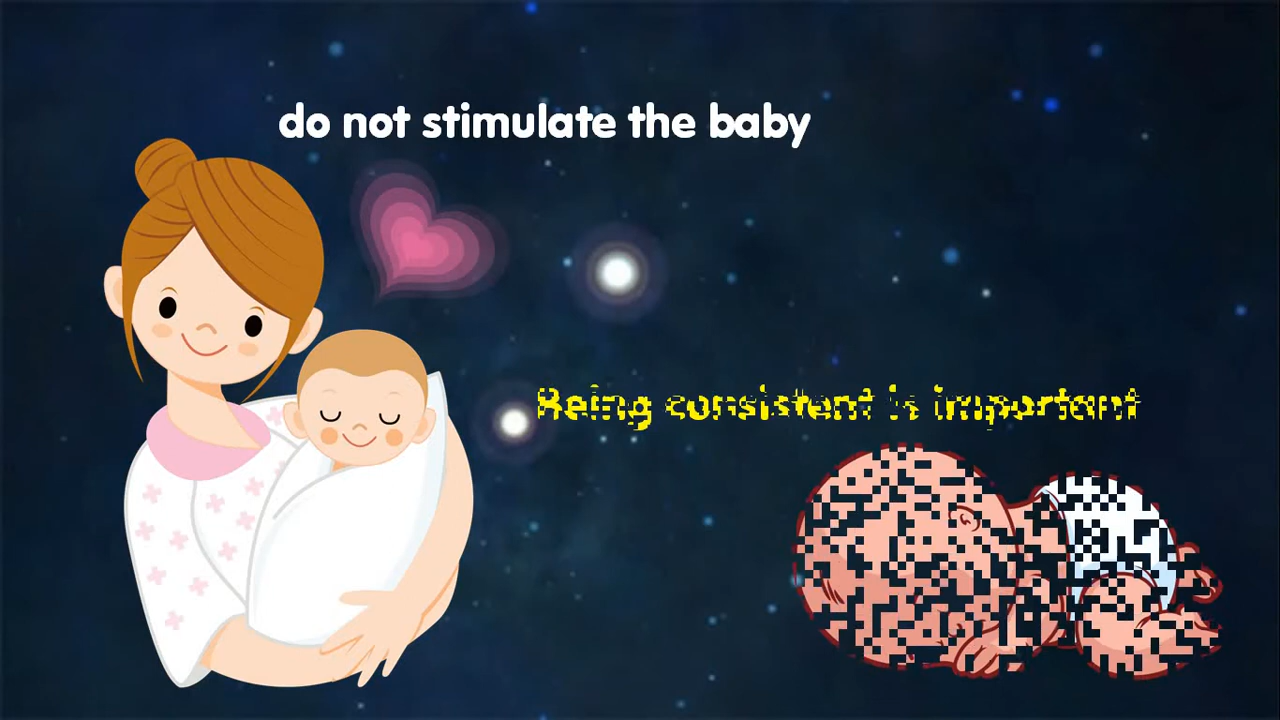 do not stimulate the baby
Being consistent is important